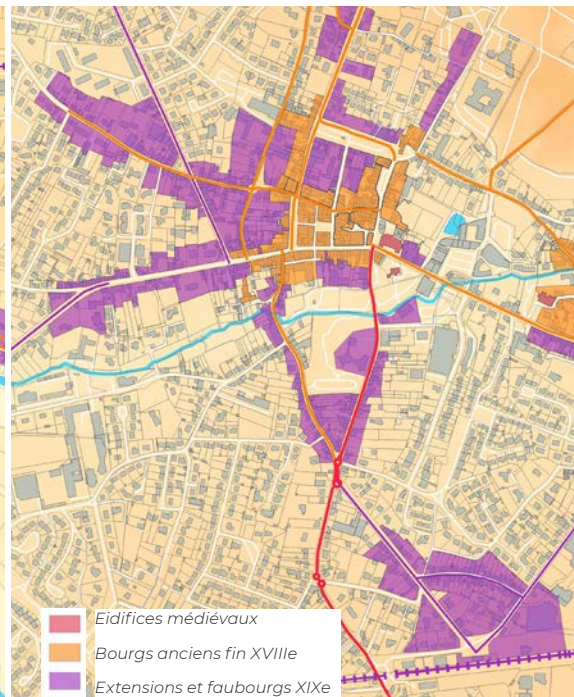 Eidifices médiévaux
Bourgs anciens fin XVIIIe
Extensions et faubourgs XIXe